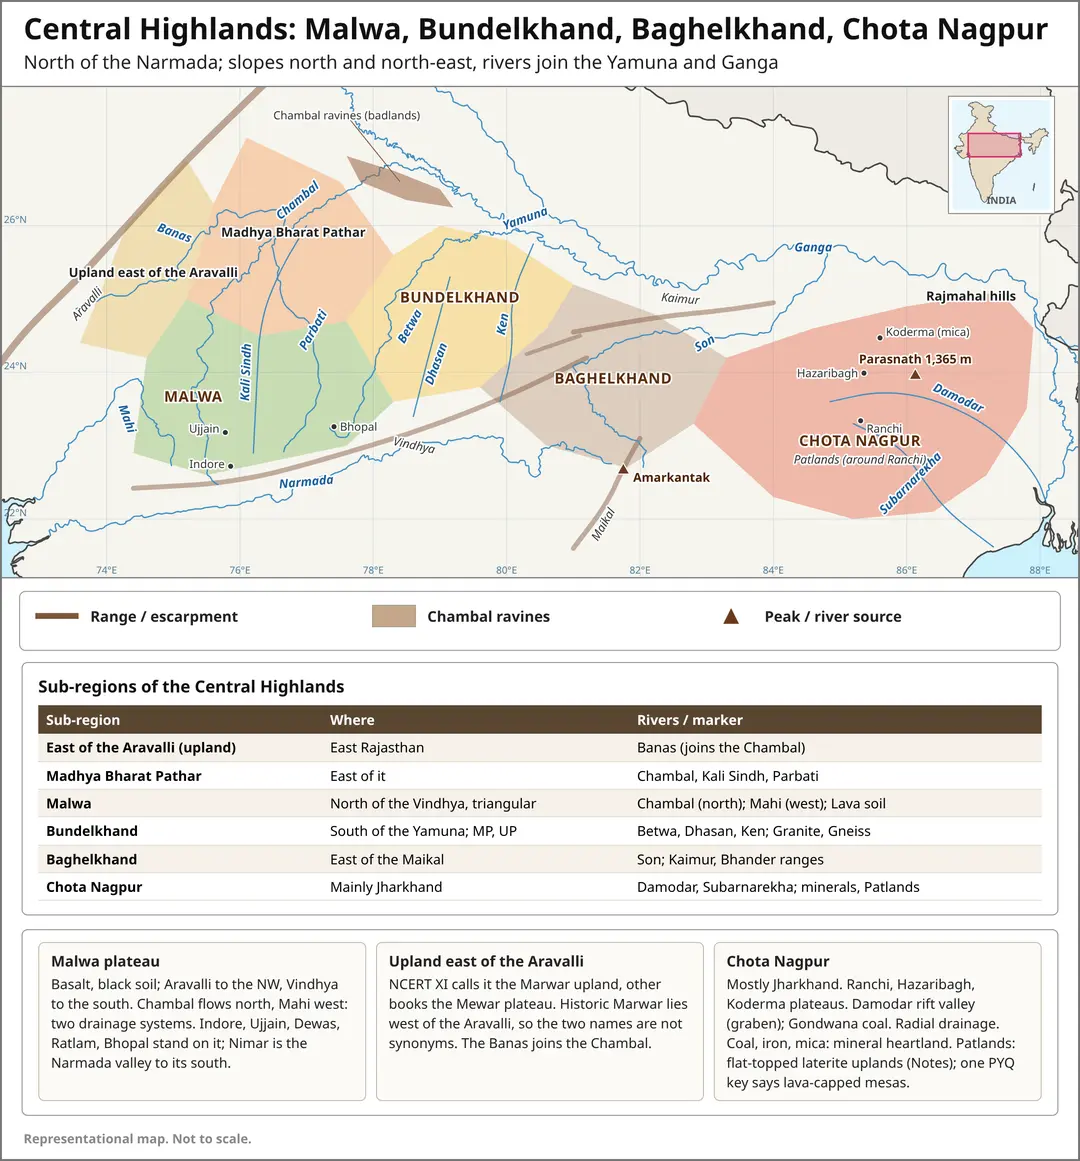 Central Highlands: Malwa, Bundelkhand, Baghelkhand, Chota Nagpur
North of the Narmada; slopes north and north-east, rivers join the Yamuna and Ganga
Chambal ravines (badlands)
INDIA
26°N
Banas
Chambal
Madhya Bharat Pathar
Yamuna
Ganga
Upland east of the Aravalli
Aravalli
BUNDELKHAND
Kaimur
Rajmahal hills
Betwa
Ken
Parbati
Koderma (mica)
Son
Dhasan
Kali Sindh
24°N
Parasnath 1,365 m
Hazaribagh
BAGHELKHAND
MALWA
Damodar
Mahi
Ujjain
Bhopal
Ranchi
CHOTA NAGPUR
Vindhya
Patlands (around Ranchi)
Indore
Narmada
Amarkantak
Subarnarekha
Maikal
22°N
74°E
76°E
78°E
80°E
82°E
84°E
86°E
88°E
Range / escarpment
Chambal ravines
Peak / river source
Sub-regions of the Central Highlands
Sub-region Where Rivers / marker
East of the Aravalli (upland) East Rajasthan Banas (joins the Chambal)
Madhya Bharat Pathar East of it Chambal, Kali Sindh, Parbati
Malwa North of the Vindhya, triangular Chambal (north); Mahi (west); Lava soil
Bundelkhand South of the Yamuna; MP, UP Betwa, Dhasan, Ken; Granite, Gneiss
Baghelkhand East of the Maikal Son; Kaimur, Bhander ranges
Chota Nagpur Mainly Jharkhand Damodar, Subarnarekha; minerals, Patlands
Malwa plateau
Basalt, black soil; Aravalli to the NW, Vindhya
to the south. Chambal flows north, Mahi west:
two drainage systems. Indore, Ujjain, Dewas,
Ratlam, Bhopal stand on it; Nimar is the
Narmada valley to its south.
Upland east of the Aravalli
NCERT XI calls it the Marwar upland, other
books the Mewar plateau. Historic Marwar lies
west of the Aravalli, so the two names are not
synonyms. The Banas joins the Chambal.
Chota Nagpur
Mostly Jharkhand. Ranchi, Hazaribagh,
Koderma plateaus. Damodar rift valley
(graben); Gondwana coal. Radial drainage.
Coal, iron, mica: mineral heartland. Patlands:
flat-topped laterite uplands (Notes); one PYQ
key says lava-capped mesas.
Representational map. Not to scale.